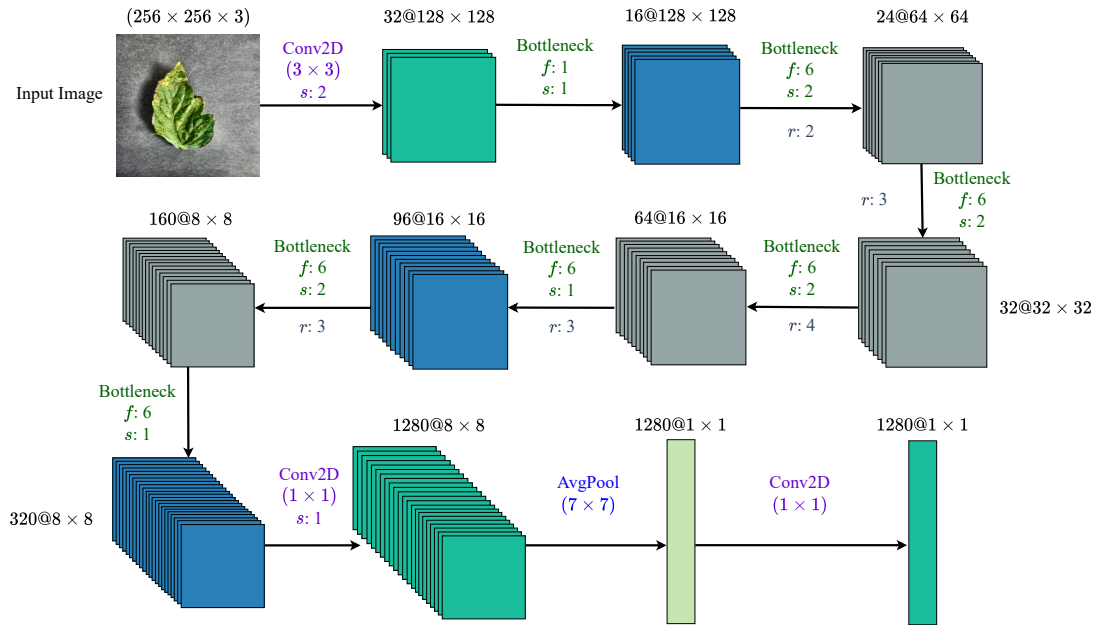 (256 × 256 × 3)
32@128 × 128
16@128 × 128
24@64 × 64
Input Image
Conv2D
(3 × 3)
s: 2
Bottleneck
f: 1
s: 1
Bottleneck
f: 6
s: 2
r: 2
r: 3
Bottleneck
f: 6
s: 2
32@32 × 32
Bottleneck
f: 6
s: 2
r: 4
64@16 × 16
Bottleneck
f: 6
s: 1
r: 3
96@16 × 16
Bottleneck
f: 6
s: 2
r: 3
160@8 × 8
Bottleneck
f: 6
s: 1
320@8 × 8
Conv2D
(1 × 1)
s: 1
1280@8 × 8
AvgPool
(7 × 7)
1280@1 × 1
Conv2D
(1 × 1)
1280@1 × 1